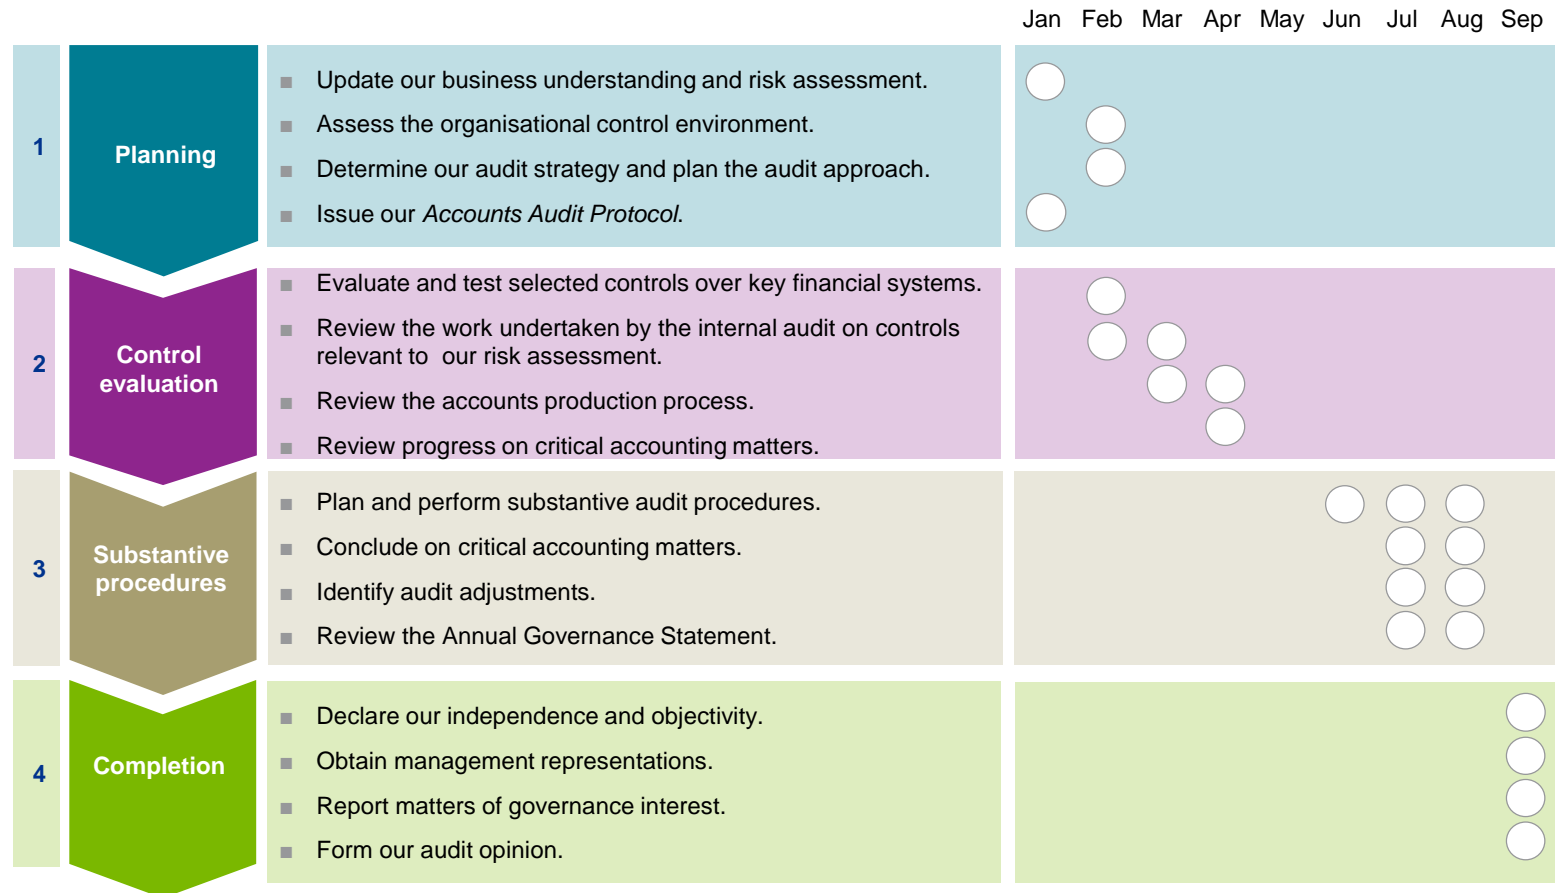 Jan Feb Mar Apr May Jun Jul Aug Sep
1
Planning
■ Update our business understanding and risk assessment.
■ Assess the organisational control environment.
■ Determine our audit strategy and plan the audit approach.
■ Issue our Accounts Audit Protocol.
2
Control
evaluation
■ Evaluate and test selected controls over key financial systems.
■ Review the work undertaken by the internal audit on controls
relevant to our risk assessment.
■ Review the accounts production process.
■ Review progress on critical accounting matters.
3
Substantive
procedures
■ Plan and perform substantive audit procedures.
■ Conclude on critical accounting matters.
■ Identify audit adjustments.
■ Review the Annual Governance Statement.
4
Completion
■ Declare our independence and objectivity.
■ Obtain management representations.
■ Report matters of governance interest.
■ Form our audit opinion.